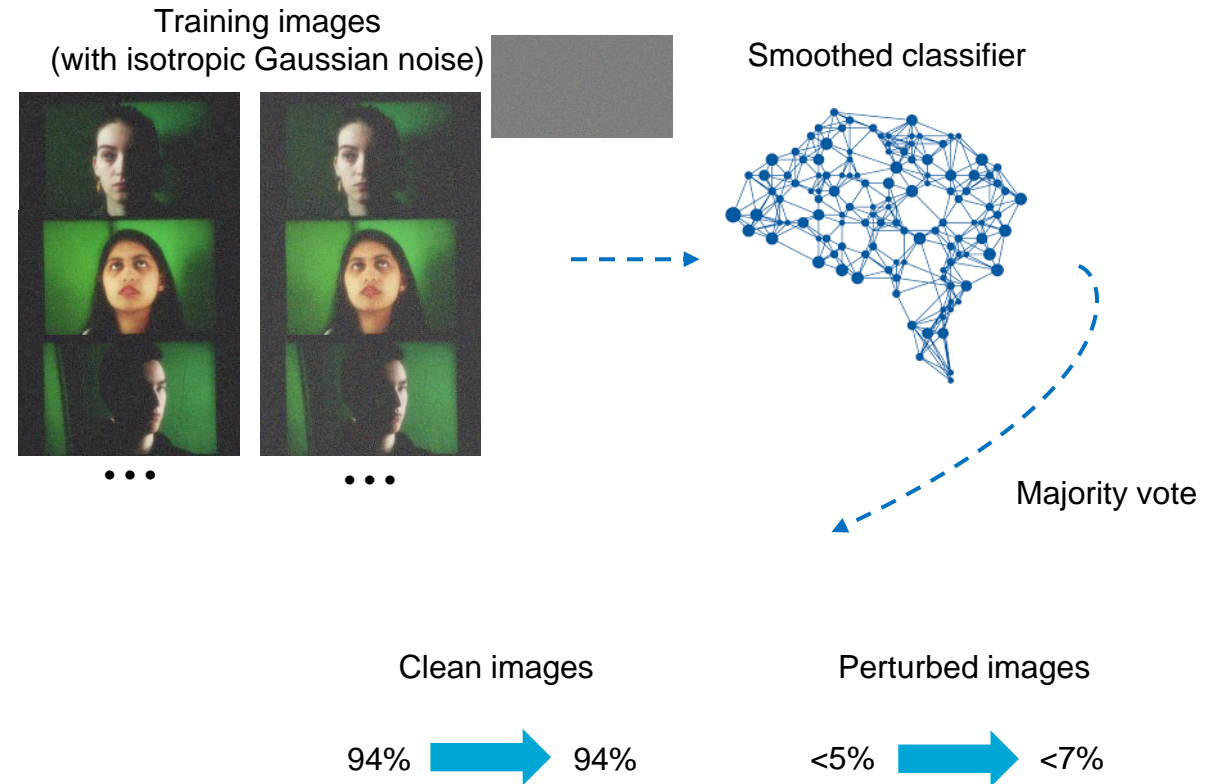 Training images
(with isotropic Gaussian noise)
Smoothed classifier
...
...
Majority vote
Clean images
Perturbed images
94% 94%
<5% <7%